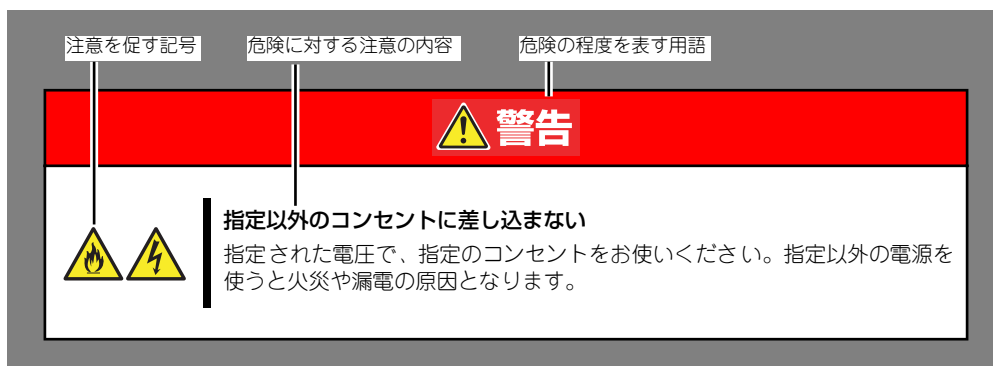 注意を促す記号
危険に対する注意の内容
危険の程度を表す用語
警告
指定以外のコンセントに差し込まない
指定された電圧で、指定のコンセントをお使いください。指定以外の電源を
使うと火災や漏電の原因となります。